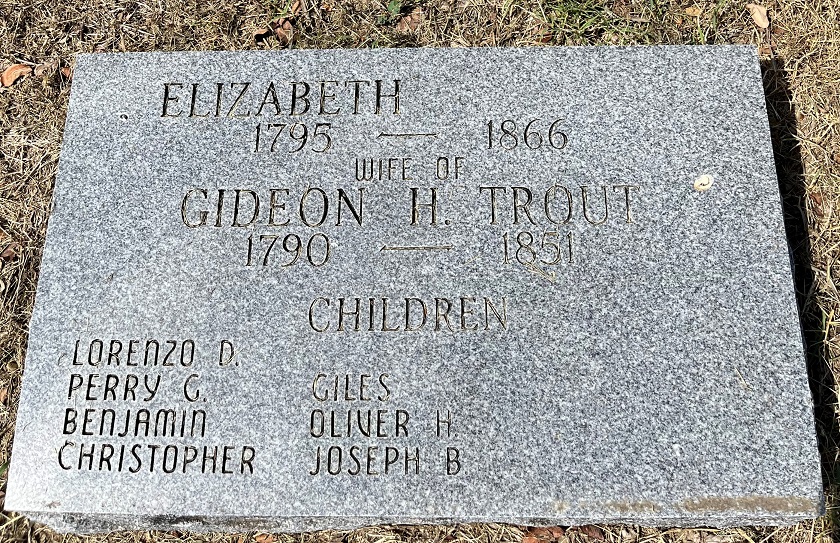 ELIZABETH
1795 — 1866
WIFE OF
GIDEON H. TROUT
1790 — 1851
CHILDREN
LORENZO D.
PERRY G. GILES
BENJAMIN OLIVER H
CHRISTOPHER JOSEPH B